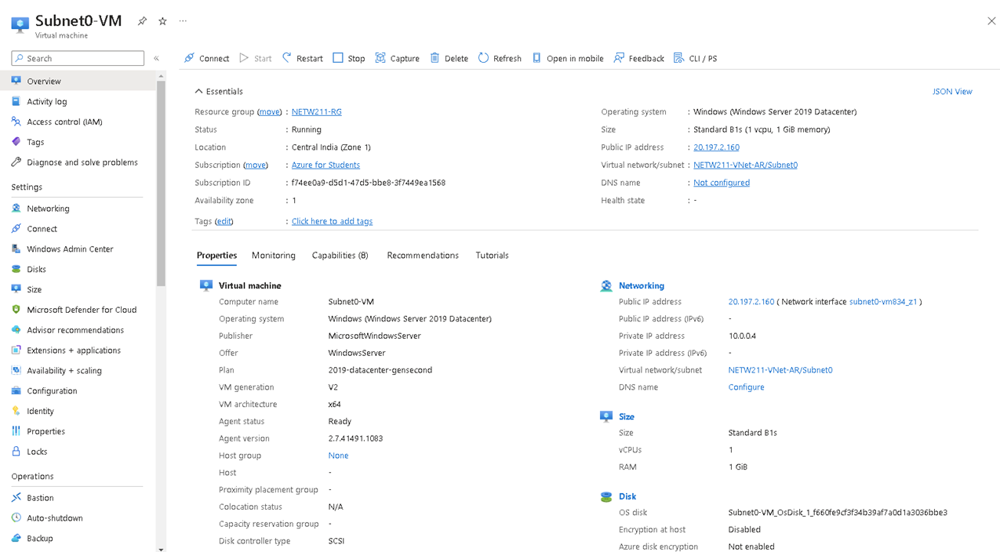 Subnet0-VM
Virtual machine
Search
Overview
Activity log
Access control (IAM)
Tags
Diagnose and solve problems
Settings
Networking
Connect
Windows Admin Center
Disks
Size
Microsoft Defender for Cloud
Advisor recommendations
Extensions + applications
Availability + scaling
Configuration
Identity
Properties
Locks
Operations
Bastion
Auto-shutdown
Backup
Connect Start Restart Stop Capture Delete Refresh Open in mobile Feedback CLI / PS
Essentials
JSON View
Resource group (move) : NETW211-RG
Status : Running
Location : Central India (Zone 1)
Subscription (move) : Azure for Students
Subscription ID : f74ee0a9-d5d1-47d5-bbe8-3f7449ea1568
Availability zone : 1
Tags (edit) : Click here to add tags
Operating system : Windows (Windows Server 2019 Datacenter)
Size : Standard B1s (1 vcpu, 1 GiB memory)
Public IP address : 20.197.2.160
Virtual network/subnet : NETW211-VNet-AR/Subnet0
DNS name : Not configured
Health state : -
Properties Monitoring Capabilities (8) Recommendations Tutorials
Virtual machine
Computer name Subnet0-VM
Operating system Windows (Windows Server 2019 Datacenter)
Publisher MicrosoftWindowsServer
Offer WindowsServer
Plan 2019-datacenter-gensecond
VM generation V2
VM architecture x64
Agent status Ready
Agent version 2.7.41491.1083
Host group None
Host -
Proximity placement group -
Colocation status N/A
Capacity reservation group -
Disk controller type SCSI
Networking
Public IP address 20.197.2.160 ( Network interface subnet0-vm834_z1 )
Public IP address (IPv6) -
Private IP address 10.0.0.4
Private IP address (IPv6) -
Virtual network/subnet NETW211-VNet-AR/Subnet0
DNS name Configure
Size
Size Standard B1s
vCPUs 1
RAM 1 GiB
Disk
OS disk Subnet0-VM_OsDisk_1_f660fe9cf3f34b39af7a0d1a3036bbe3
Encryption at host Disabled
Azure disk encryption Not enabled